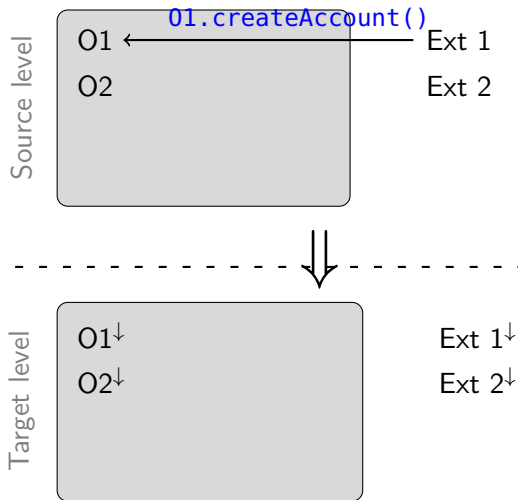 O1.createAccount()
O1 Ext 1
O2 Ext 2
Source level
O1↓ Ext 1↓
O2↓ Ext 2↓
Target level